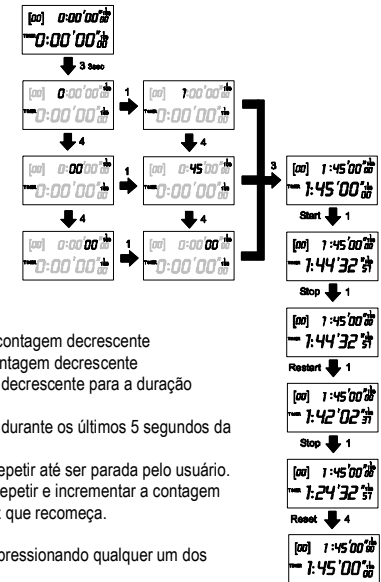 [00] 0:00'00"00
TIMER 0:00'00"00
3 Sec
[00] 0:00'00"00
TIMER 0:00'00"00
1
[00] 1:00'00"00
TIMER 0:00'00"00
4
4
[00] 0:00'00"00
TIMER 0:00'00"00
1
[00] 0:45'00"00
TIMER 0:00'00"00
4
4
[00] 0:00'00"00
TIMER 0:00'00"00
1
[00] 0:00'00"00
TIMER 0:00'00"00
3
[00] 1:45'00"00
TIMER 1:45'00"00
Start 1
[00] 1:45'00"00
TIMER 1:44'32"57
Stop 1
[00] 1:45'00"00
TIMER 1:44'32"57
Restart 1
[00] 1:45'00"00
TIMER 1:42'02"31
Stop 1
[00] 1:45'00"00
TIMER 1:24'32"57
Reset 4
[00] 1:45'00"00
TIMER 1:45'00"00
contagem decrescente
ntagem decrescente
decrescente para a duração
durante os últimos 5 segundos da
epetir até ser parada pelo usuário.
epetir e incrementar a contagem
que recomeça.
pressionando qualquer um dos